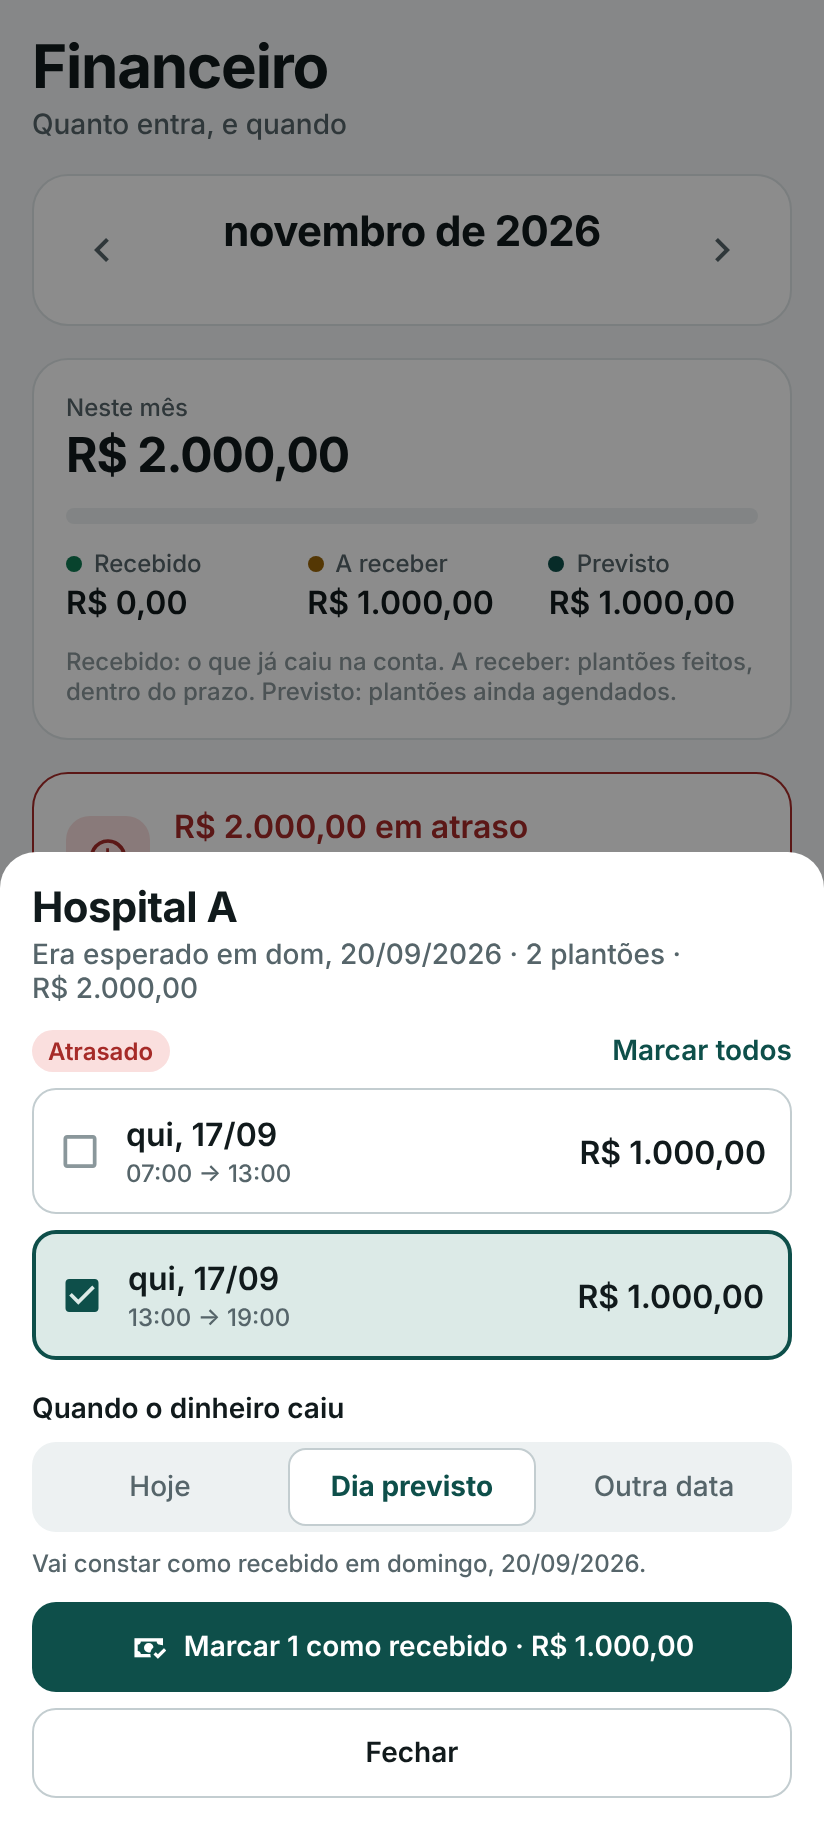 Financeiro
Quanto entra, e quando
novembro de 2026
Neste mês
R$ 2.000,00
Recebido
A receber
Previsto
R$ 0,00
R$ 1.000,00
R$ 1.000,00
Recebido: o que já caiu na conta. A receber: plantões feitos,
dentro do prazo. Previsto: plantões ainda agendados.
R$ 2.000,00 em atraso
Hospital A
Era esperado em dom, 20/09/2026 · 2 plantões ·
R$ 2.000,00
Atrasado
Marcar todos
qui, 17/09
07:00 → 13:00
R$ 1.000,00
qui, 17/09
13:00 → 19:00
R$ 1.000,00
Quando o dinheiro caiu
Hoje
Dia previsto
Outra data
Vai constar como recebido em domingo, 20/09/2026.
Marcar 1 como recebido · R$ 1.000,00
Fechar